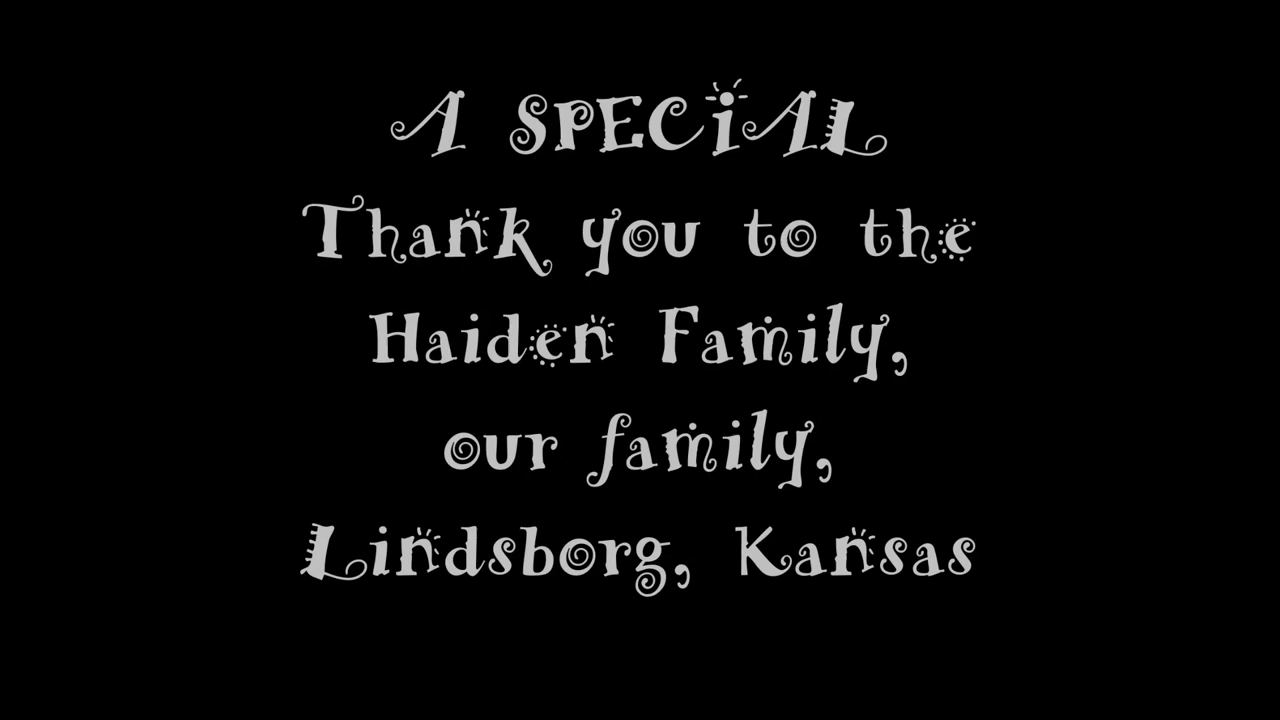 A SPECiAL
Thank you to the
Haiden Family,
our family,
Lindsborg, Kansas